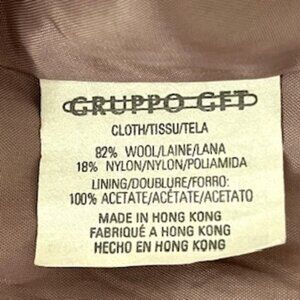 GRUPPO GFT
CLOTH/TISSU/TELA
82% WOOL/LAINE/LANA
18% NYLON/NYLON/POLIAMIDA
LINING/DOUBLURE/FORRO:
100% ACETATE/ACÉTATE/ACETATO
MADE IN HONG KONG
FABRIQUÉ A HONG KONG
HECHO EN HONG KONG